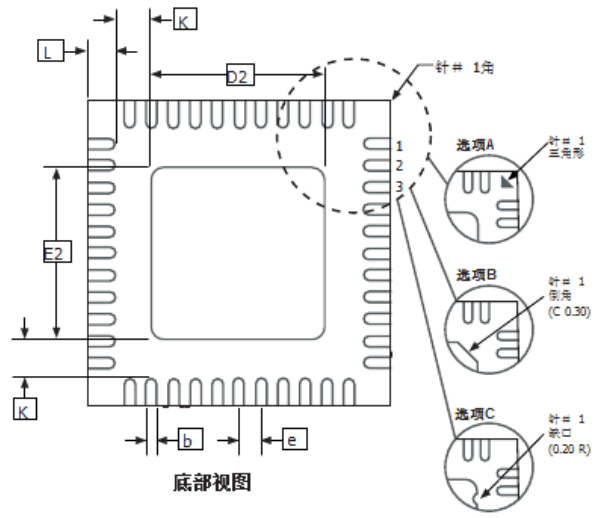 K
L
D2
针＃ 1角
1
2
3
选项A
针＃ 1
三角形
E2
选项B
针＃ 1
倒角
(C 0.30)
K
选项C
针＃ 1
缺口
(0.20 R)
b
e
底部视图